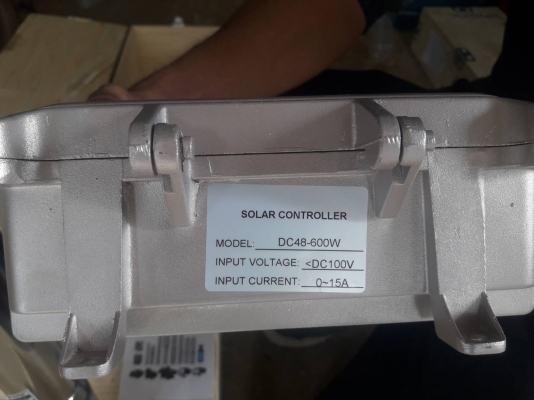 SOLAR CONTROLLER
MODEL: DC48-600W
INPUT VOLTAGE: <DC100V
INPUT CURRENT: 0~15A